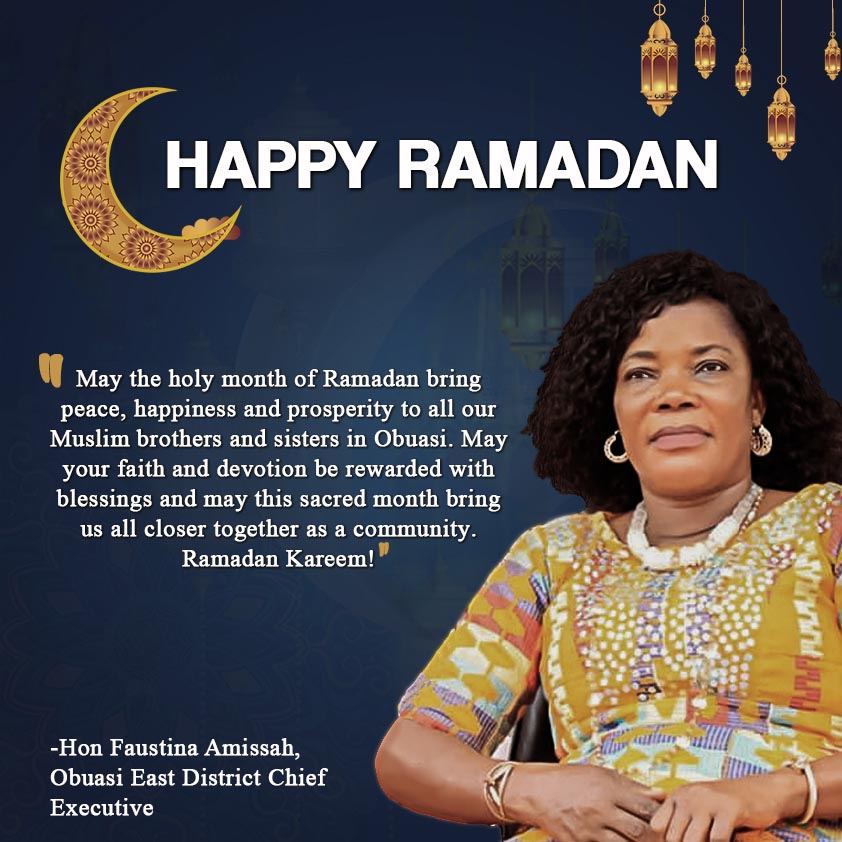 HAPPY RAMADAN
" May the holy month of Ramadan bring
peace, happiness and prosperity to all our
Muslim brothers and sisters in Obuasi. May
your faith and devotion be rewarded with
blessings and may this sacred month bring
us all closer together as a community.
Ramadan Kareem!"
-Hon Faustina Amissah,
Obuasi East District Chief
Executive